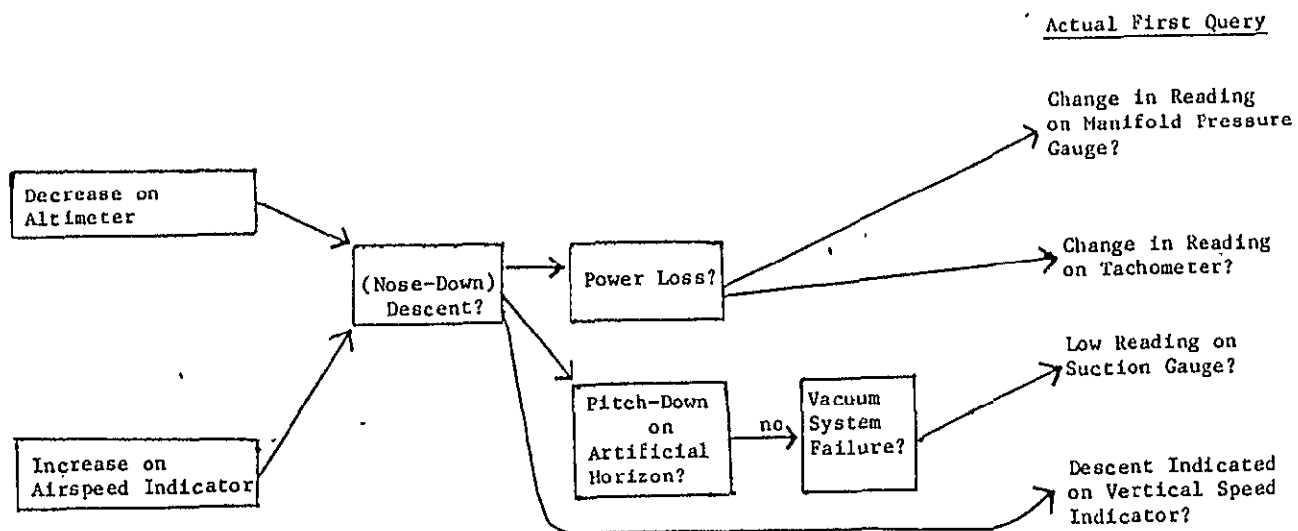 Actual First Query
Change in Reading
on Manifold Pressure
Gauge?
Decrease on
Altimeter
(Nose-Down)
Descent?
Power Loss?
Change in Reading
on Tachometer?
Low Reading on
Suction Gauge?
Pitch-Down
on
Artificial
Horizon?
no
Vacuum
System
Failure?
Increase on
Airspeed Indicator
Descent Indicated
on Vertical Speed
Indicator?